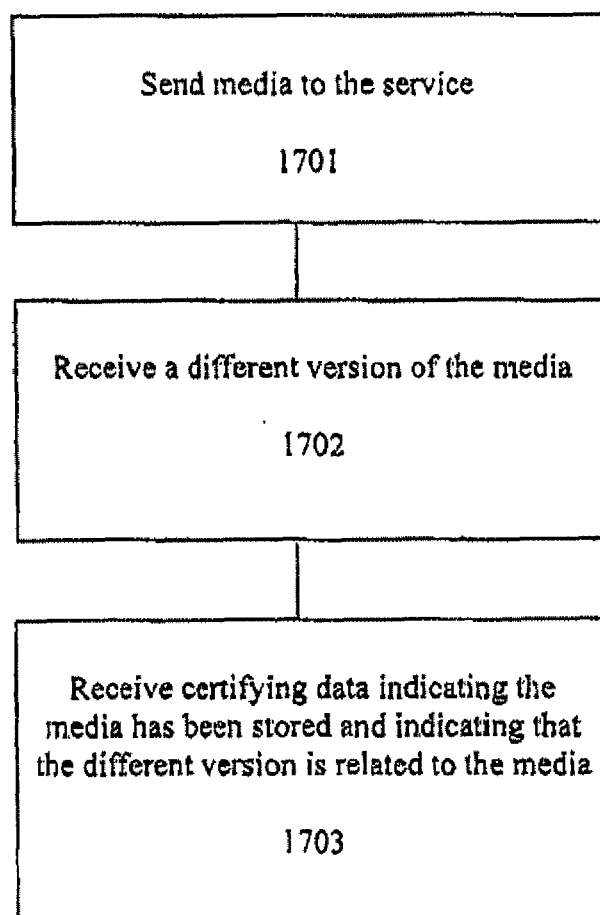 Send media to the service
1701
Receive a different version of the media
1702
Receive certifying data indicating the
media has been stored and indicating that
the different version is related to the media
1703